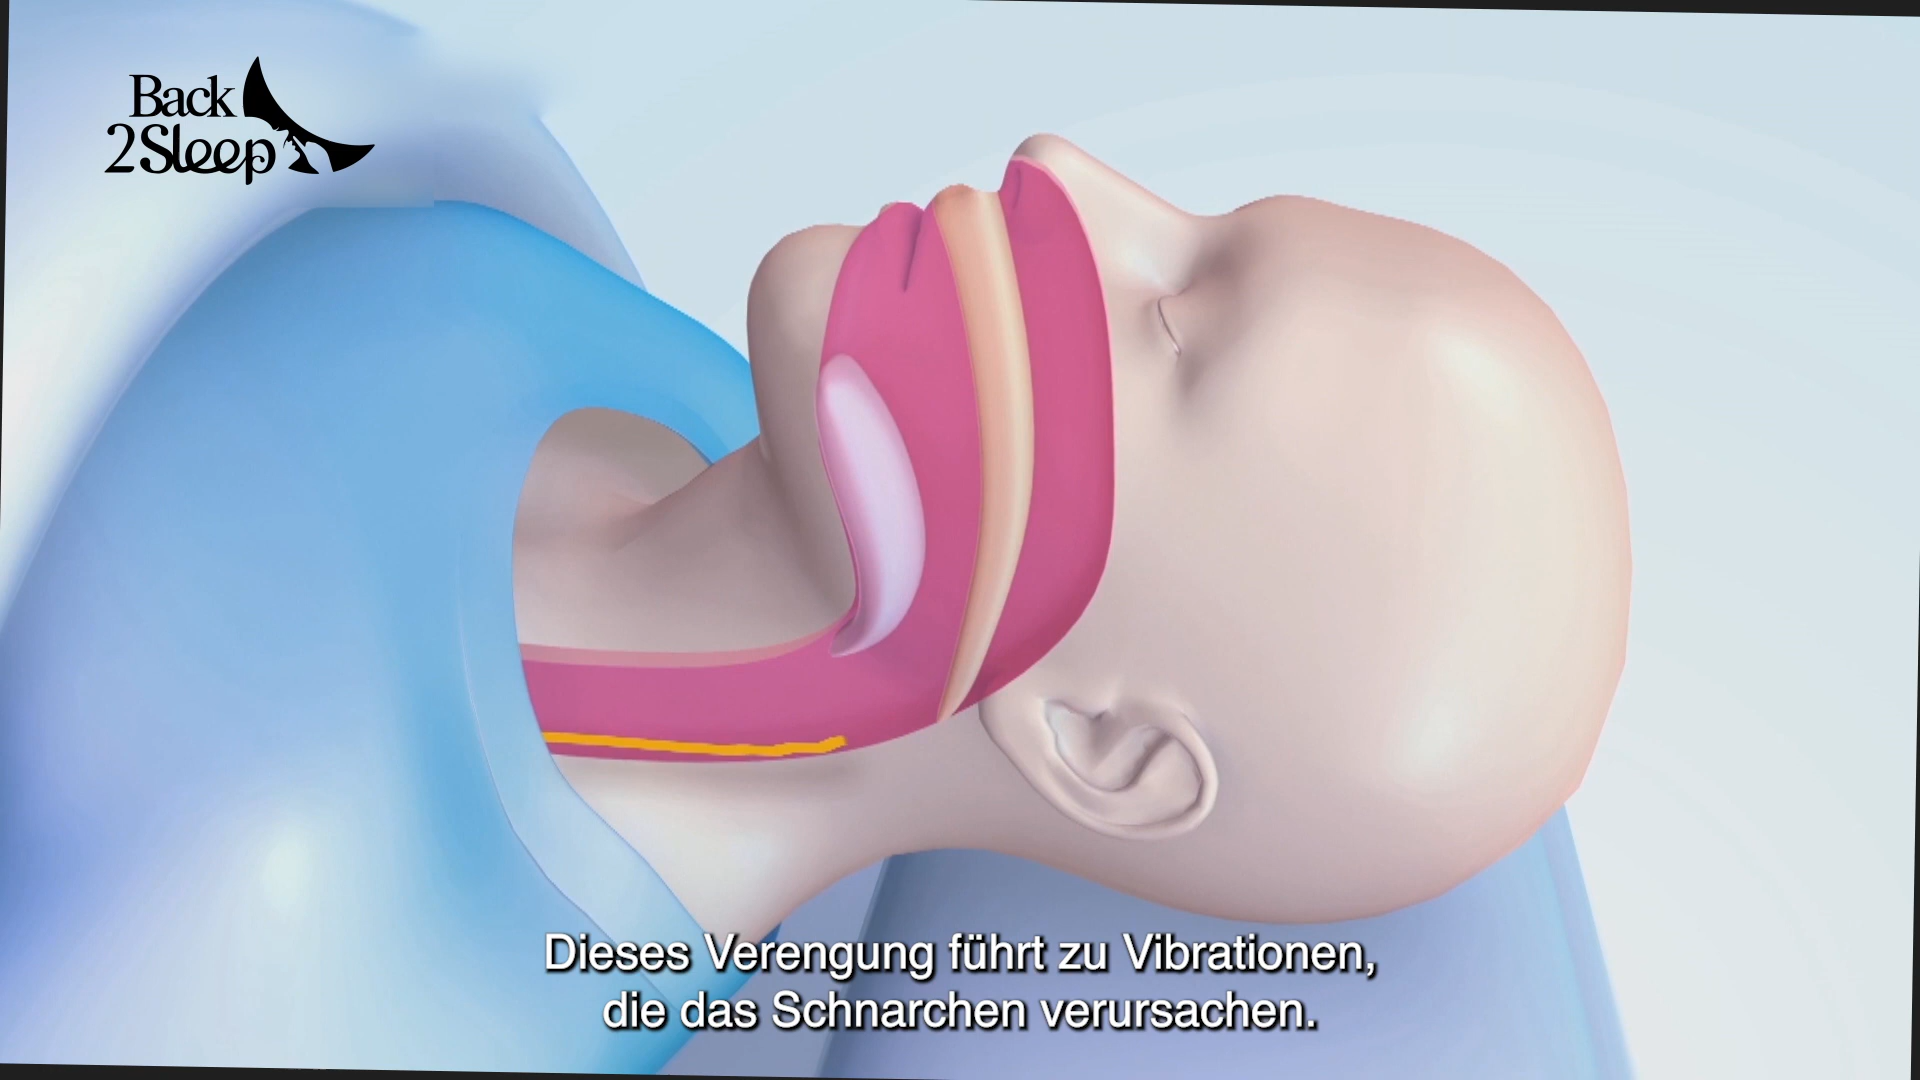 Back
2Sleep
Dieses Verengung führt zu Vibrationen,
die das Schnarchen verursachen.